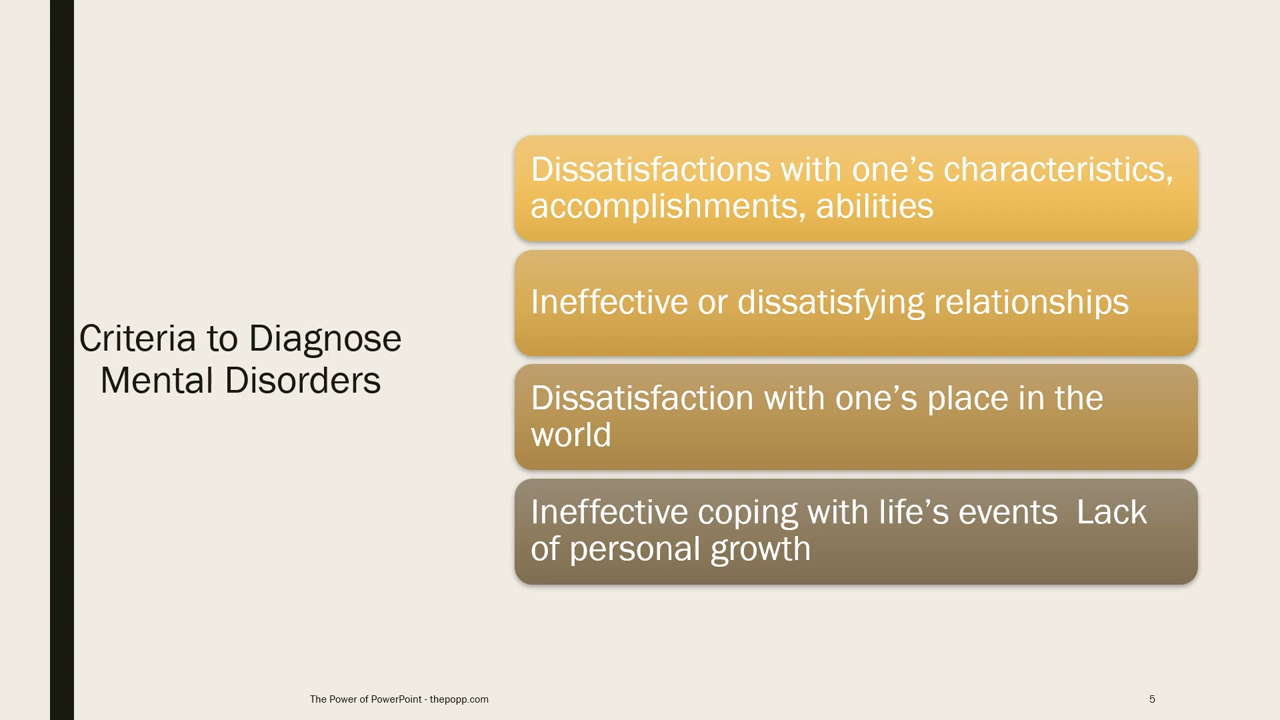 Criteria to Diagnose
Mental Disorders
Dissatisfactions with one’s characteristics,
accomplishments, abilities
Ineffective or dissatisfying relationships
Dissatisfaction with one’s place in the
world
Ineffective coping with life’s events  Lack
of personal growth
The Power of PowerPoint - thepopp.com
5